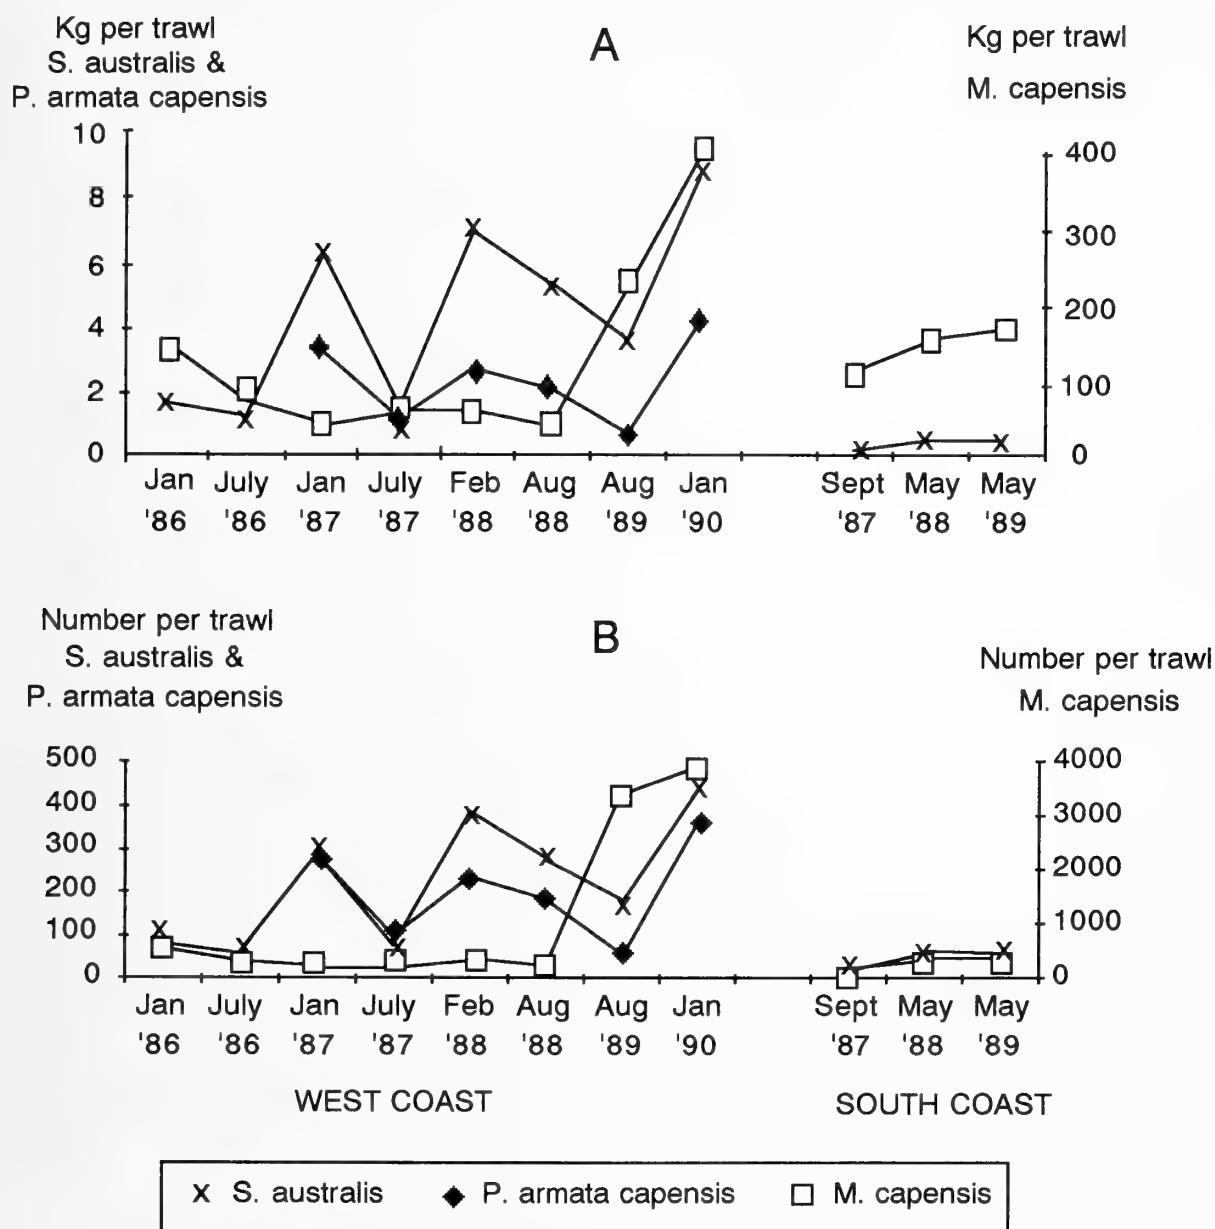 A
Kg per trawl
S. australis &
P. armata capensis
Kg per trawl
M. capensis
10
8
6
4
2
0
400
300
200
100
0
Jan July Jan July Feb Aug Aug Jan Sept May May
'86 '86 '87 '87 '88 '88 '89 '90 '87 '88 '89
B
Number per trawl
S. australis &
P. armata capensis
Number per trawl
M. capensis
500
400
300
200
100
0
4000
3000
2000
1000
0
Jan July Jan July Feb Aug Aug Jan Sept May May
'86 '86 '87 '87 '88 '88 '89 '90 '87 '88 '89
WEST COAST SOUTH COAST
x S. australis ◆ P. armata capensis □ M. capensis